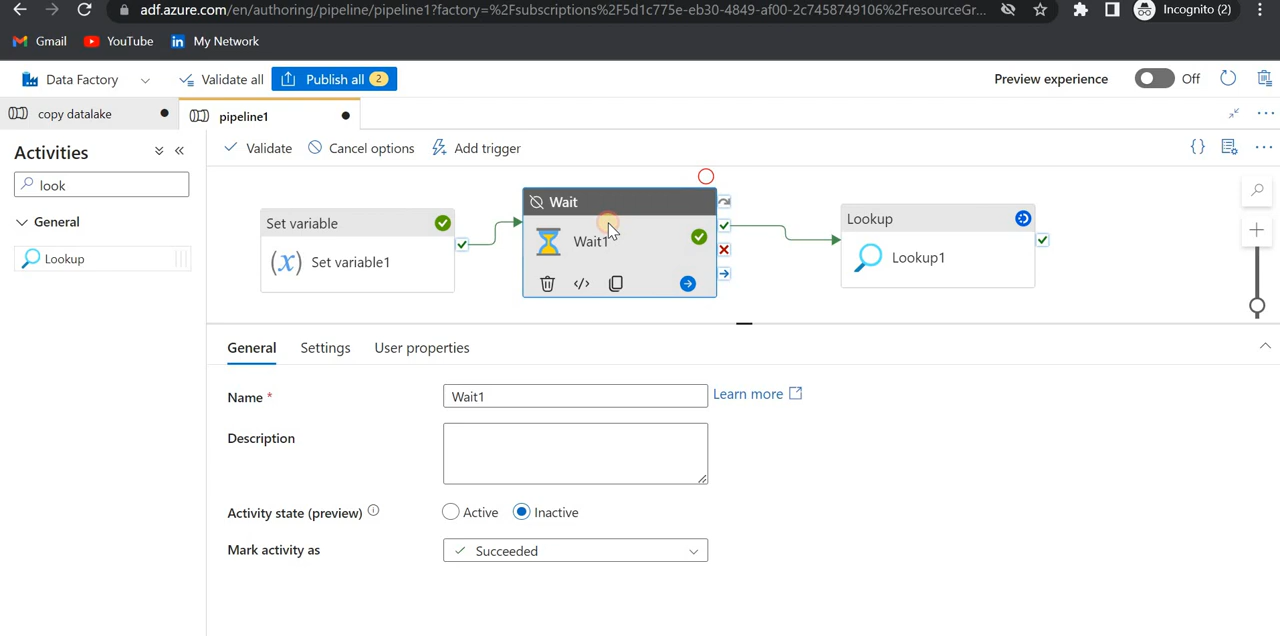 adf.azure.com/en/authoring/pipeline/pipeline1?factory=%2Fsubscriptions%2F5d1c775e-eb30-4849-af00-2c7458749106%2FresourceGr...
Incognito (2)
Gmail
YouTube
My Network
Data Factory
Validate all
Publish all 2
Preview experience
Off
copy datalake
pipeline1
Activities
Validate
Cancel options
Add trigger
{}
look
General
Lookup
Set variable
(x) Set variable1
Wait
Wait1
</>
Lookup
Lookup1
General
Settings
User properties
Name *
Wait1
Learn more
Description
Activity state (preview)
Active
Inactive
Mark activity as
Succeeded